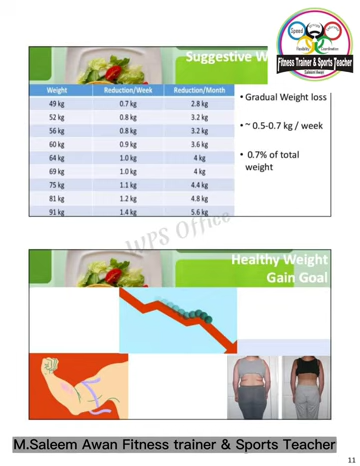 Speed
Flexibility
Coordination
Fitness Trainer & Sports Teacher
Saleem Awan
Suggestive W
Weight Reduction/Week Reduction/Month
49 kg 0.7 kg 2.8 kg
52 kg 0.8 kg 3.2 kg
56 kg 0.8 kg 3.2 kg
60 kg 0.9 kg 3.6 kg
64 kg 1.0 kg 4 kg
69 kg 1.0 kg 4 kg
75 kg 1.1 kg 4.4 kg
81 kg 1.2 kg 4.8 kg
91 kg 1.4 kg 5.6 kg
• Gradual Weight loss
• ~ 0.5-0.7 kg / week
• 0.7% of total
weight
WPS Office
Healthy Weight
Gain Goal
M.Saleem Awan Fitness trainer & Sports Teacher
11